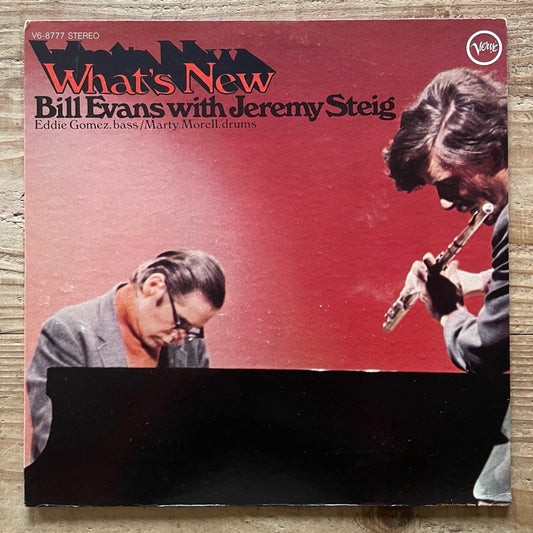 V6-8777 STEREO
Verve
What's New
Bill Evans with Jeremy Steig
Eddie Gomez, bass/Marty Morell, drums